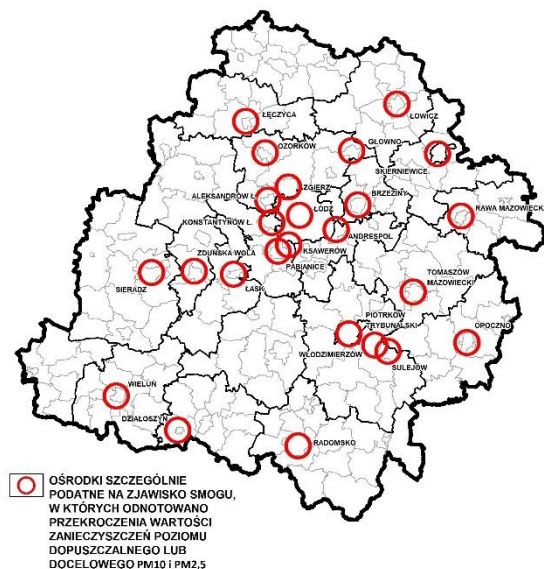 ŁĘCZYCA
ŁOWICZ
OZORKÓW
GŁOWNO
SKIERNIEWICE
ZGIERZ
ALEKSANDRÓW Ł.
BRZEZINY
RAWA MAZOWIECKA
ŁÓDŹ
KONSTANTYNÓW Ł.
ANDRESPOL
KSAWERÓW
ZDUŃSKA WOLA
PABIANICE
SIERADZ
ŁASK
TOMASZÓW
MAZOWIECKI
PIOTRKÓW
TRYBUNALSKI
OPOCZNO
WŁODZIMIERZÓW
SULEJÓW
WIELUŃ
DZIAŁOSZYN
RADOMSKO
OŚRODKI SZCZEGÓLNIE
PODATNE NA ZJAWISKO SMOGU,
W KTÓRYCH ODNOTOWANO
PRZEKROCZENIA WARTOŚCI
ZANIECZYSZCZEŃ POZIOMU
DOPUSZCZALNEGO LUB
DOCELOWEGO PM10 i PM2,5